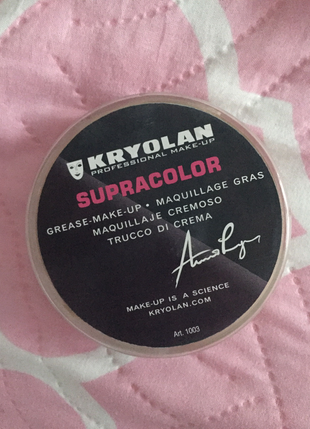 KRYOLAN
PROFESSIONAL MAKE-UP
SUPRACOLOR
GREASE-MAKE-UP • MAQUILLAGE GRAS
MAQUILLAJE CREMOSO
TRUCCO DI CREMA
MAKE-UP IS A SCIENCE
KRYOLAN.COM
Art. 1003